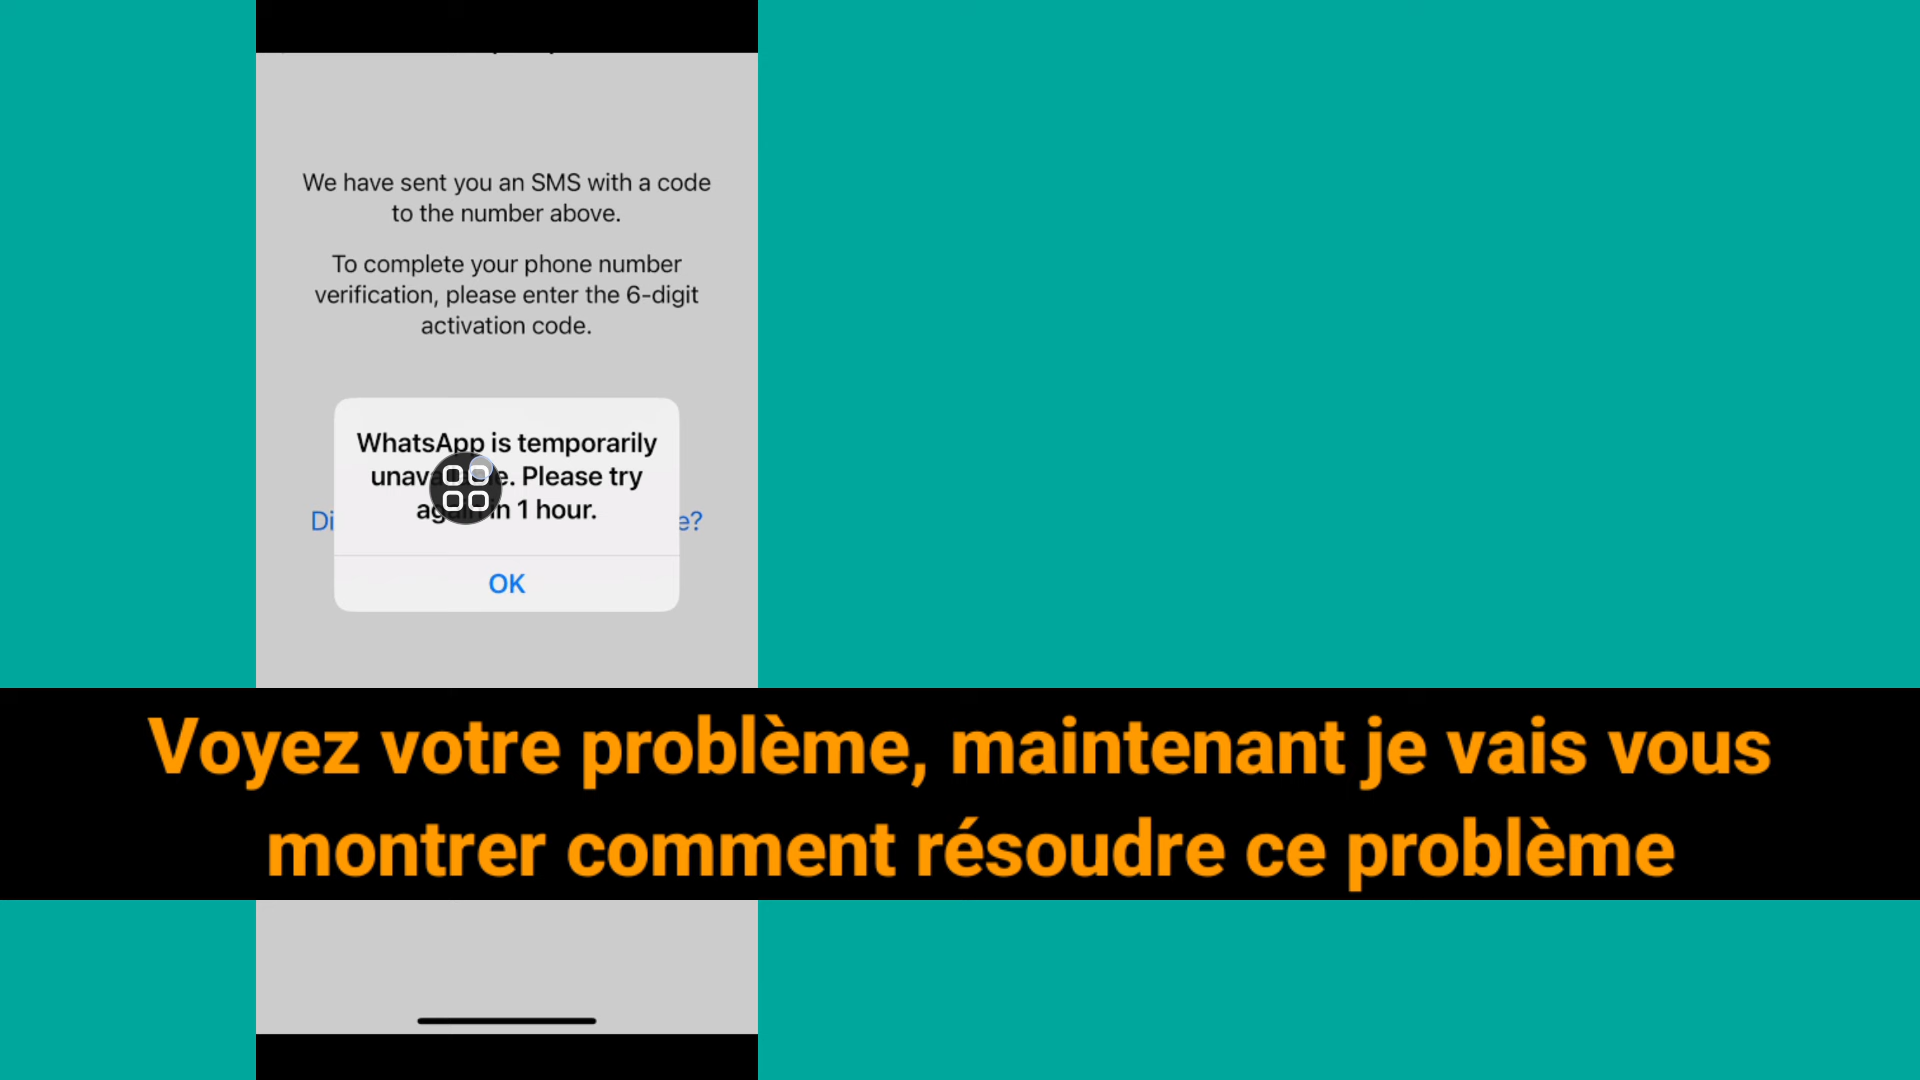 We have sent you an SMS with a code
to the number above.
To complete your phone number
verification, please enter the 6-digit
activation code.
WhatsApp is temporarily
Please try
in 1 hour.
OK
Voyez votre problème, maintenant je vais vous
montrer comment résoudre ce problème